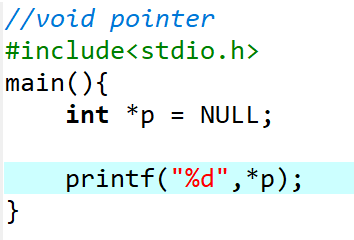 //void pointer
#include<stdio.h>
main(){
    int *p = NULL;
    printf("%d",*p);
}